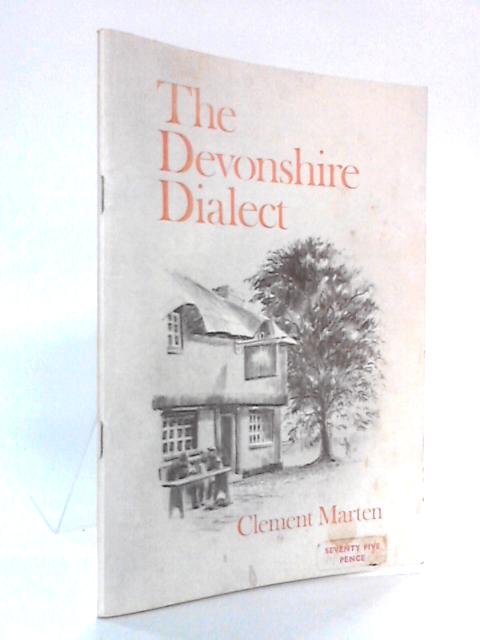 The
Devonshire
Dialect
Clement Marten
SEVENTY FIVE
PENCE